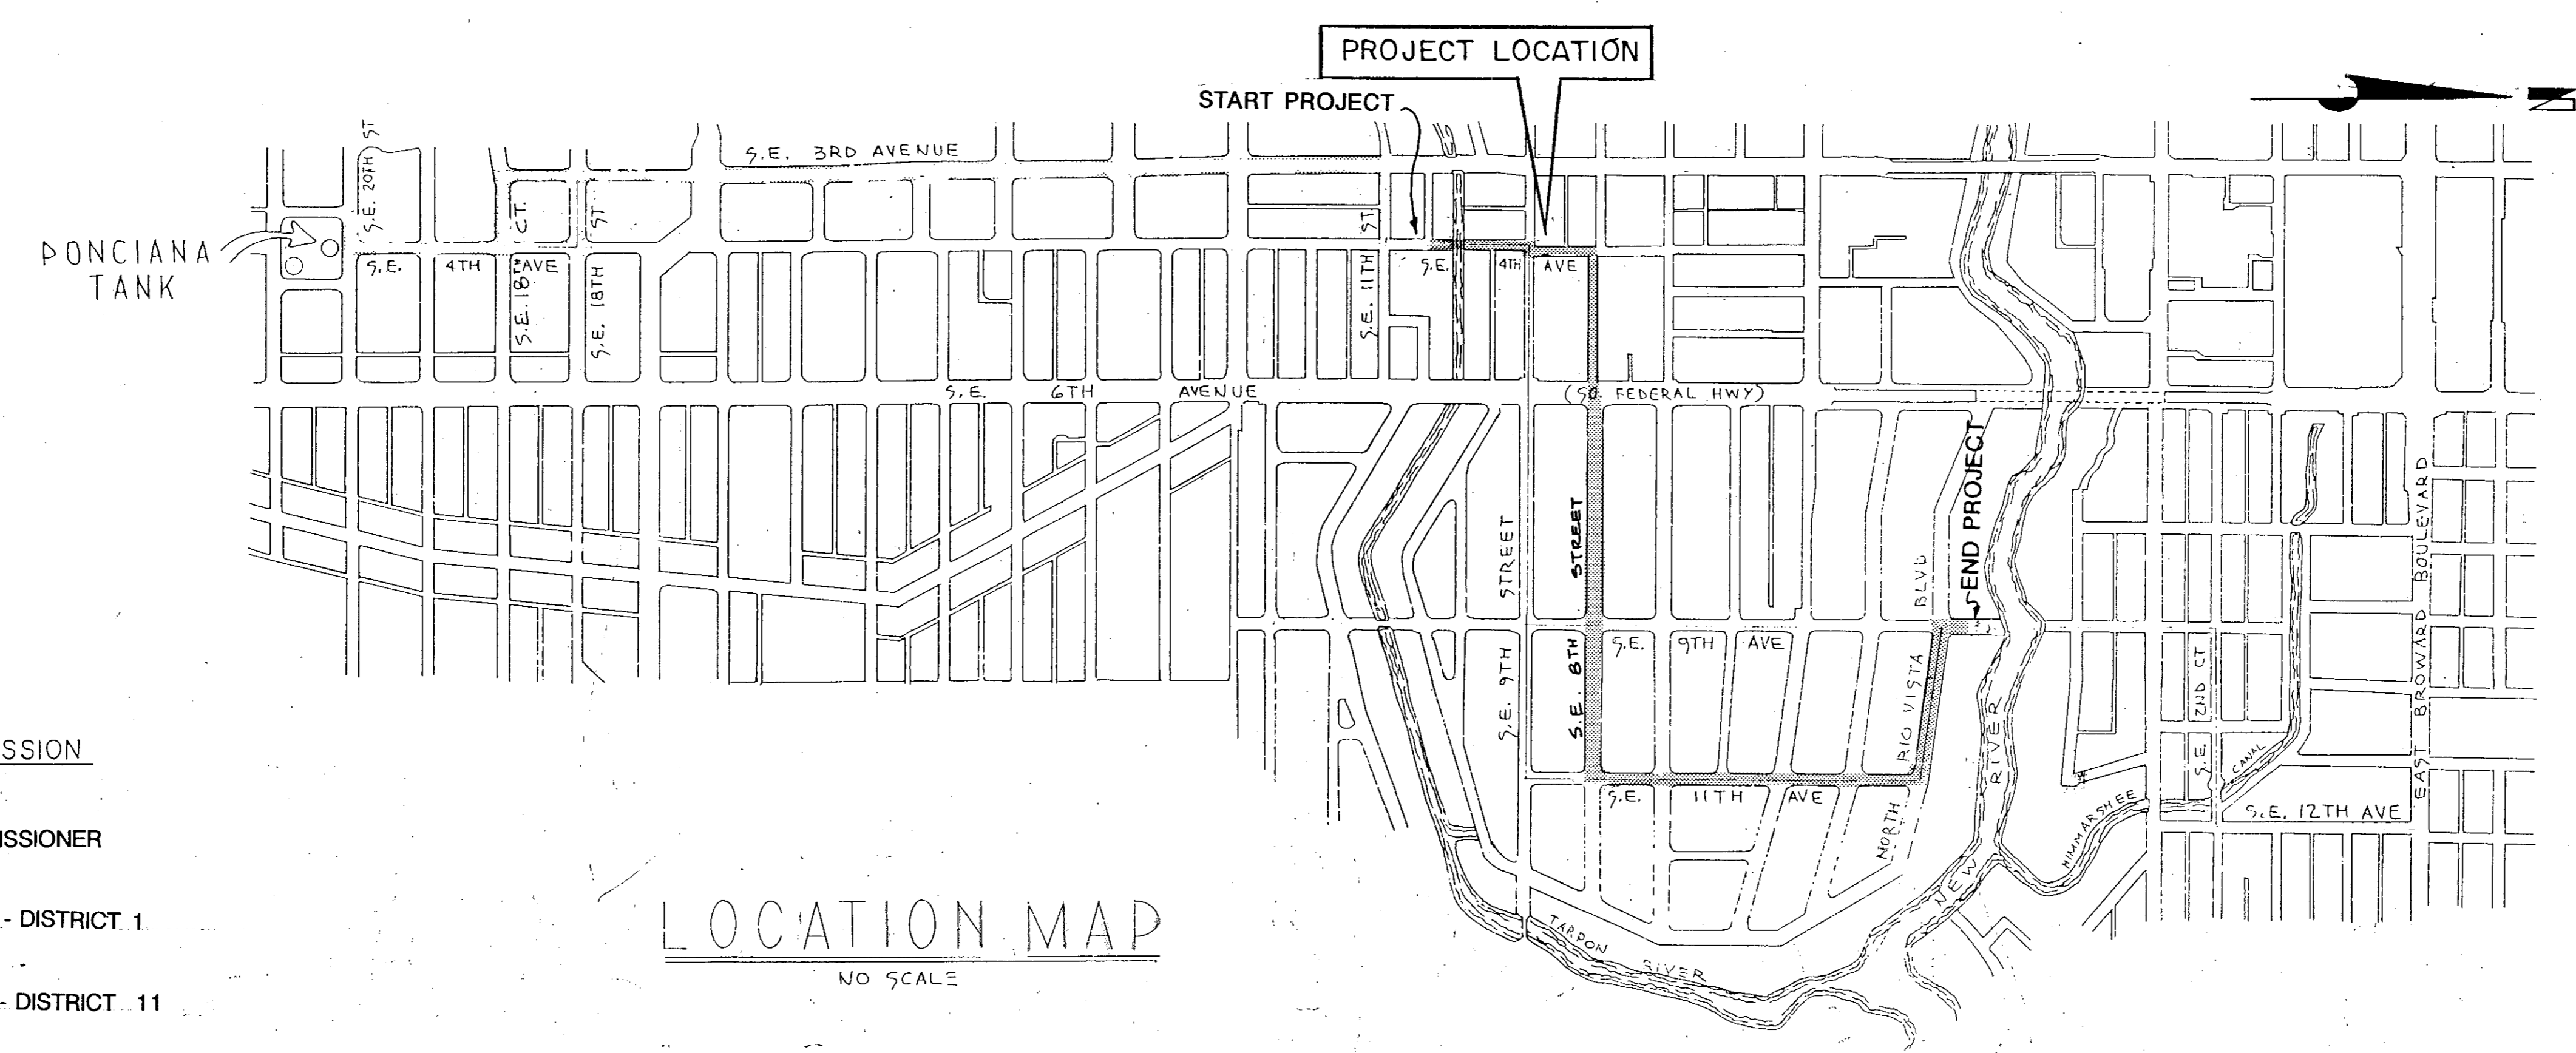 PROJECT LOCATION
START PROJECT
N
S.E. 3RD AVENUE
S.E. 20TH ST
CT.
ST
ST
PONCIANA
TANK
S.E. 4TH AVE
S.E. 18TH
S.E. 18TH
S.E. 11TH
S.E. 4TH AVE
S.E. 6TH AVENUE (SO. FEDERAL HWY)
END PROJECT
STREET
STREET
BLVD
EAST BROWARD BOULEVARD
S.E. 9TH
S.E. 8TH
S.E. 9TH AVE
RIO VISTA
RIVER
S.E. 2ND CT
CANAL
SSION
S.E. 11TH AVE
NORTH
HIMMARSHEE
S.E. 12TH AVE
ISSIONER
NEW
- DISTRICT 1
LOCATION MAP
TARPON RIVER
NO SCALE
- DISTRICT 11